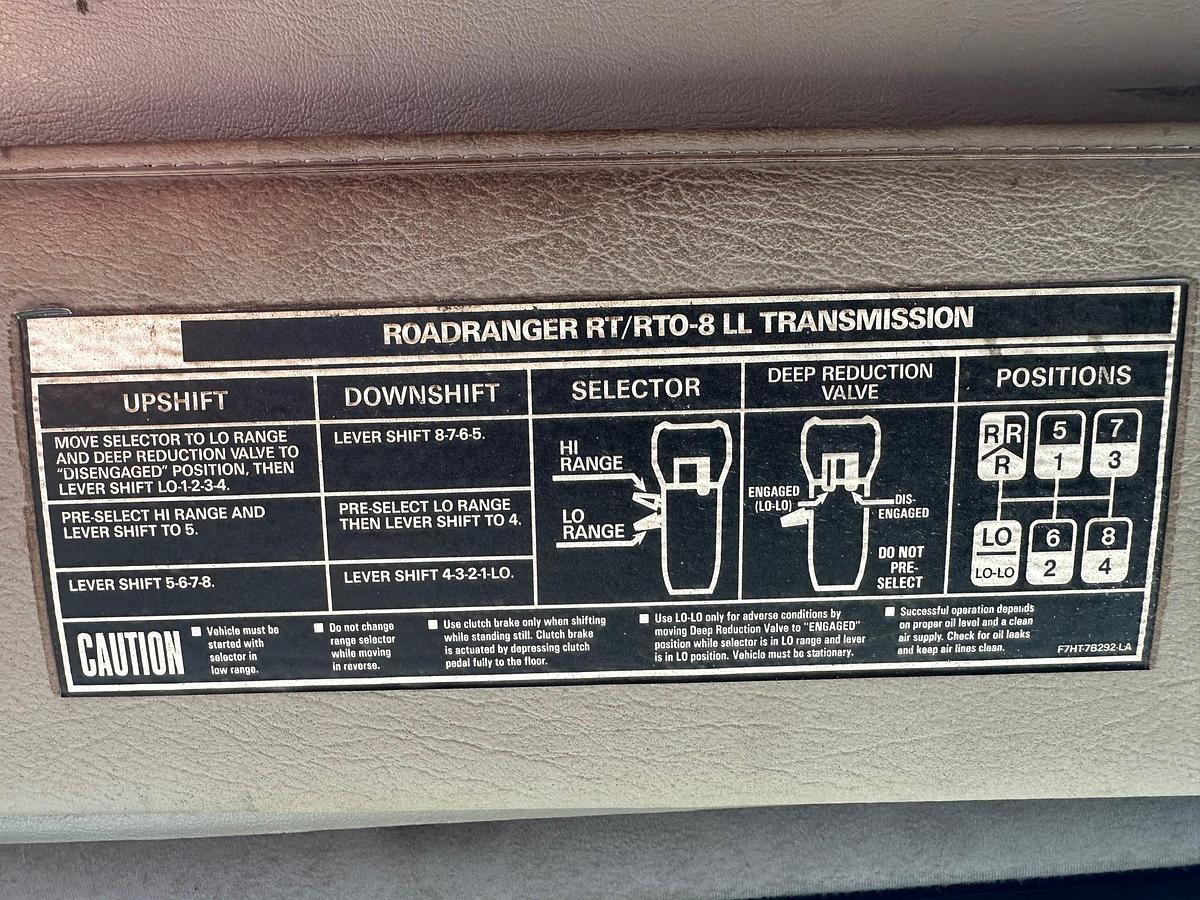 ROADRANGER RT/RTO-8 LL TRANSMISSION
UPSHIFT
MOVE SELECTOR TO LO RANGE
AND DEEP REDUCTION VALVE TO
"DISENGAGED" POSITION, THEN
LEVER SHIFT LO-1-2-3-4.
PRE-SELECT HI RANGE AND
LEVER SHIFT TO 5.
LEVER SHIFT 5-6-7-8.
DOWNSHIFT
LEVER SHIFT 8-7-6-5.
PRE-SELECT LO RANGE
THEN LEVER SHIFT TO 4.
LEVER SHIFT 4-3-2-1-LO.
SELECTOR
HI
RANGE
LO
RANGE
DEEP REDUCTION
VALVE
ENGAGED
(LO-LO)
DIS-
ENGAGED
DO NOT
PRE-
SELECT
POSITIONS
R R 5 7
R 1 3
LO 6 8
LO-LO 2 4
CAUTION
Vehicle must be
started with
selector in
low range.
Do not change
range selector
while moving
in reverse.
Use clutch brake only when shifting
while standing still. Clutch brake
is actuated by depressing clutch
pedal fully to the floor.
Use LO-LO only for adverse conditions by
moving Deep Reduction Valve to "ENGAGED"
position while selector is in LO range and lever
is in LO position. Vehicle must be stationary.
Successful operation depends
on proper oil level and a clean
air supply. Check for oil leaks
and keep air lines clean.
F7HT-7B292-LA